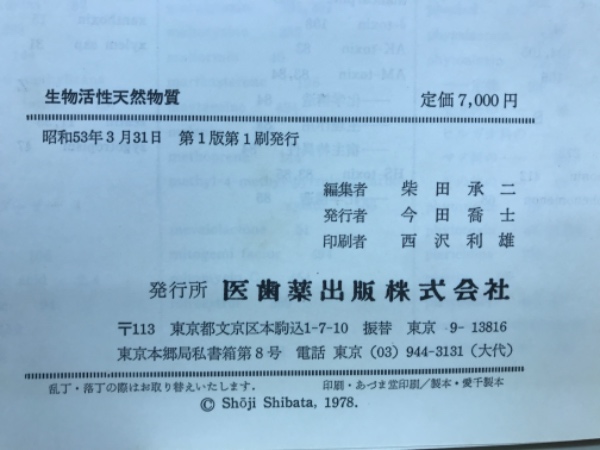 生物活性天然物質 定価7,000円
昭和53年3月31日 第1版第1刷発行
編集者 柴田承二
発行者 今田喬士
印刷者 西沢利雄
発行所 医歯薬出版株式会社
〒113 東京都文京区本駒込1-7-10 振替 東京 9-13816
東京本郷局私書箱第8号 電話 東京 (03) 944-3131 (大代)
乱丁・落丁の際はお取り替えいたします。 印刷・あづま堂印刷／製本・愛千製本
© Shōji Shibata, 1978.